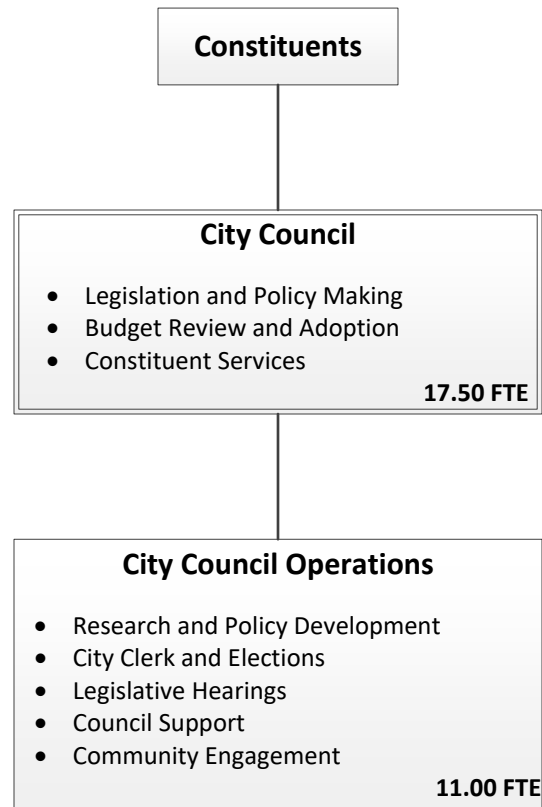 Constituents
City Council
• Legislation and Policy Making
• Budget Review and Adoption
• Constituent Services
17.50 FTE
City Council Operations
• Research and Policy Development
• City Clerk and Elections
• Legislative Hearings
• Council Support
• Community Engagement
11.00 FTE